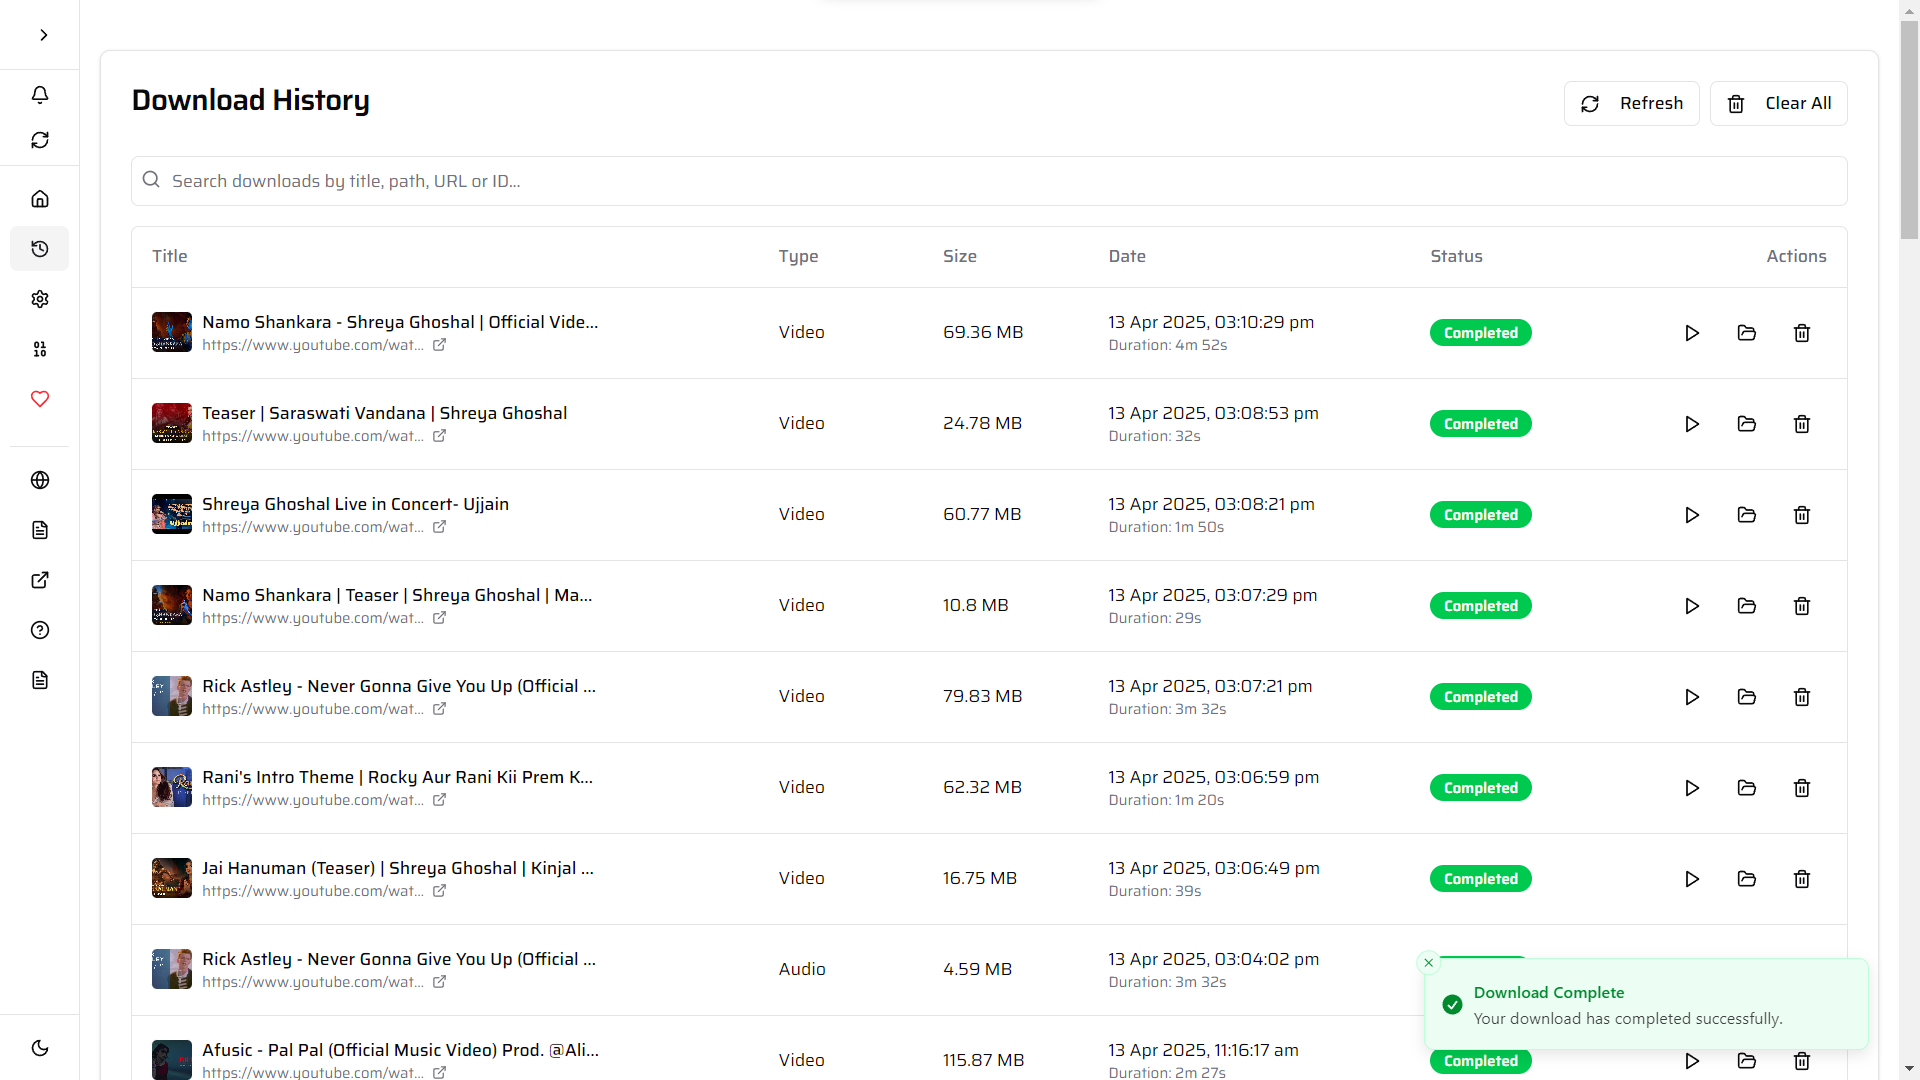 Download History
Refresh
Clear All
Search downloads by title, path, URL or ID...
Title Type Size Date Status Actions
Namo Shankara - Shreya Ghoshal | Official Vide...
https://www.youtube.com/wat...
Video
69.36 MB
13 Apr 2025, 03:10:29 pm
Duration: 4m 52s
Completed
Teaser | Saraswati Vandana | Shreya Ghoshal
https://www.youtube.com/wat...
Video
24.78 MB
13 Apr 2025, 03:08:53 pm
Duration: 32s
Completed
Shreya Ghoshal Live in Concert- Ujjain
https://www.youtube.com/wat...
Video
60.77 MB
13 Apr 2025, 03:08:21 pm
Duration: 1m 50s
Completed
Namo Shankara | Teaser | Shreya Ghoshal | Ma...
https://www.youtube.com/wat...
Video
10.8 MB
13 Apr 2025, 03:07:29 pm
Duration: 29s
Completed
Rick Astley - Never Gonna Give You Up (Official ...
https://www.youtube.com/wat...
Video
79.83 MB
13 Apr 2025, 03:07:21 pm
Duration: 3m 32s
Completed
Rani's Intro Theme | Rocky Aur Rani Kii Prem K...
https://www.youtube.com/wat...
Video
62.32 MB
13 Apr 2025, 03:06:59 pm
Duration: 1m 20s
Completed
Jai Hanuman (Teaser) | Shreya Ghoshal | Kinjal ...
https://www.youtube.com/wat...
Video
16.75 MB
13 Apr 2025, 03:06:49 pm
Duration: 39s
Completed
Rick Astley - Never Gonna Give You Up (Official ...
https://www.youtube.com/wat...
Audio
4.59 MB
13 Apr 2025, 03:04:02 pm
Duration: 3m 32s
Download Complete
Your download has completed successfully.
Afusic - Pal Pal (Official Music Video) Prod. @Ali...
https://www.youtube.com/wat...
Video
115.87 MB
13 Apr 2025, 11:16:17 am
Duration: 2m 27s
Completed